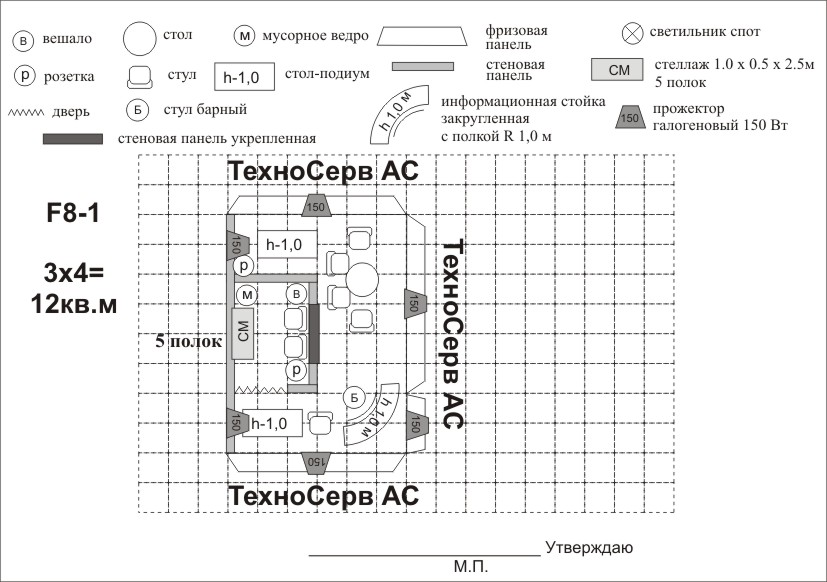 в вешало
стол
м мусорное ведро
фризовая
панель
светильник спот
р розетка
стул
h-1,0 стол-подиум
стеновая
панель
СМ стеллаж 1.0 x 0.5 x 2.5м
5 полок
дверь
Б стул барный
h 1,0 м
информационная стойка
закругленная
с полкой R 1,0 м
150 прожектор
галогеновый 150 Вт
стеновая панель укрепленная
ТехноСерв АС
F8-1
3x4=
12кв.м
150
150
h-1,0
р
м
в
150
СМ
5 полок
р
ТехноСерв АС
Б
h 1,0 м
150
h-1,0
150
150
ТехноСерв АС
Утверждаю
М.П.